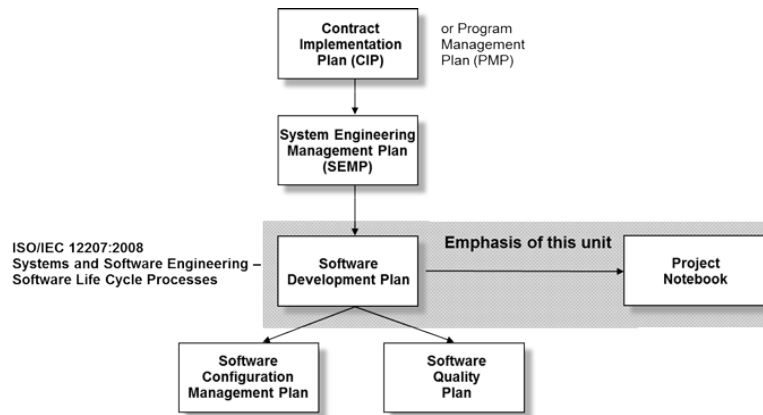 Contract
Implementation
Plan (CIP)
or Program
Management
Plan (PMP)
System Engineering
Management Plan
(SEMP)
ISO/IEC 12207:2008
Systems and Software Engineering –
Software Life Cycle Processes
Software
Development Plan
Emphasis of this unit
Project
Notebook
Software
Configuration
Management Plan
Software
Quality
Plan